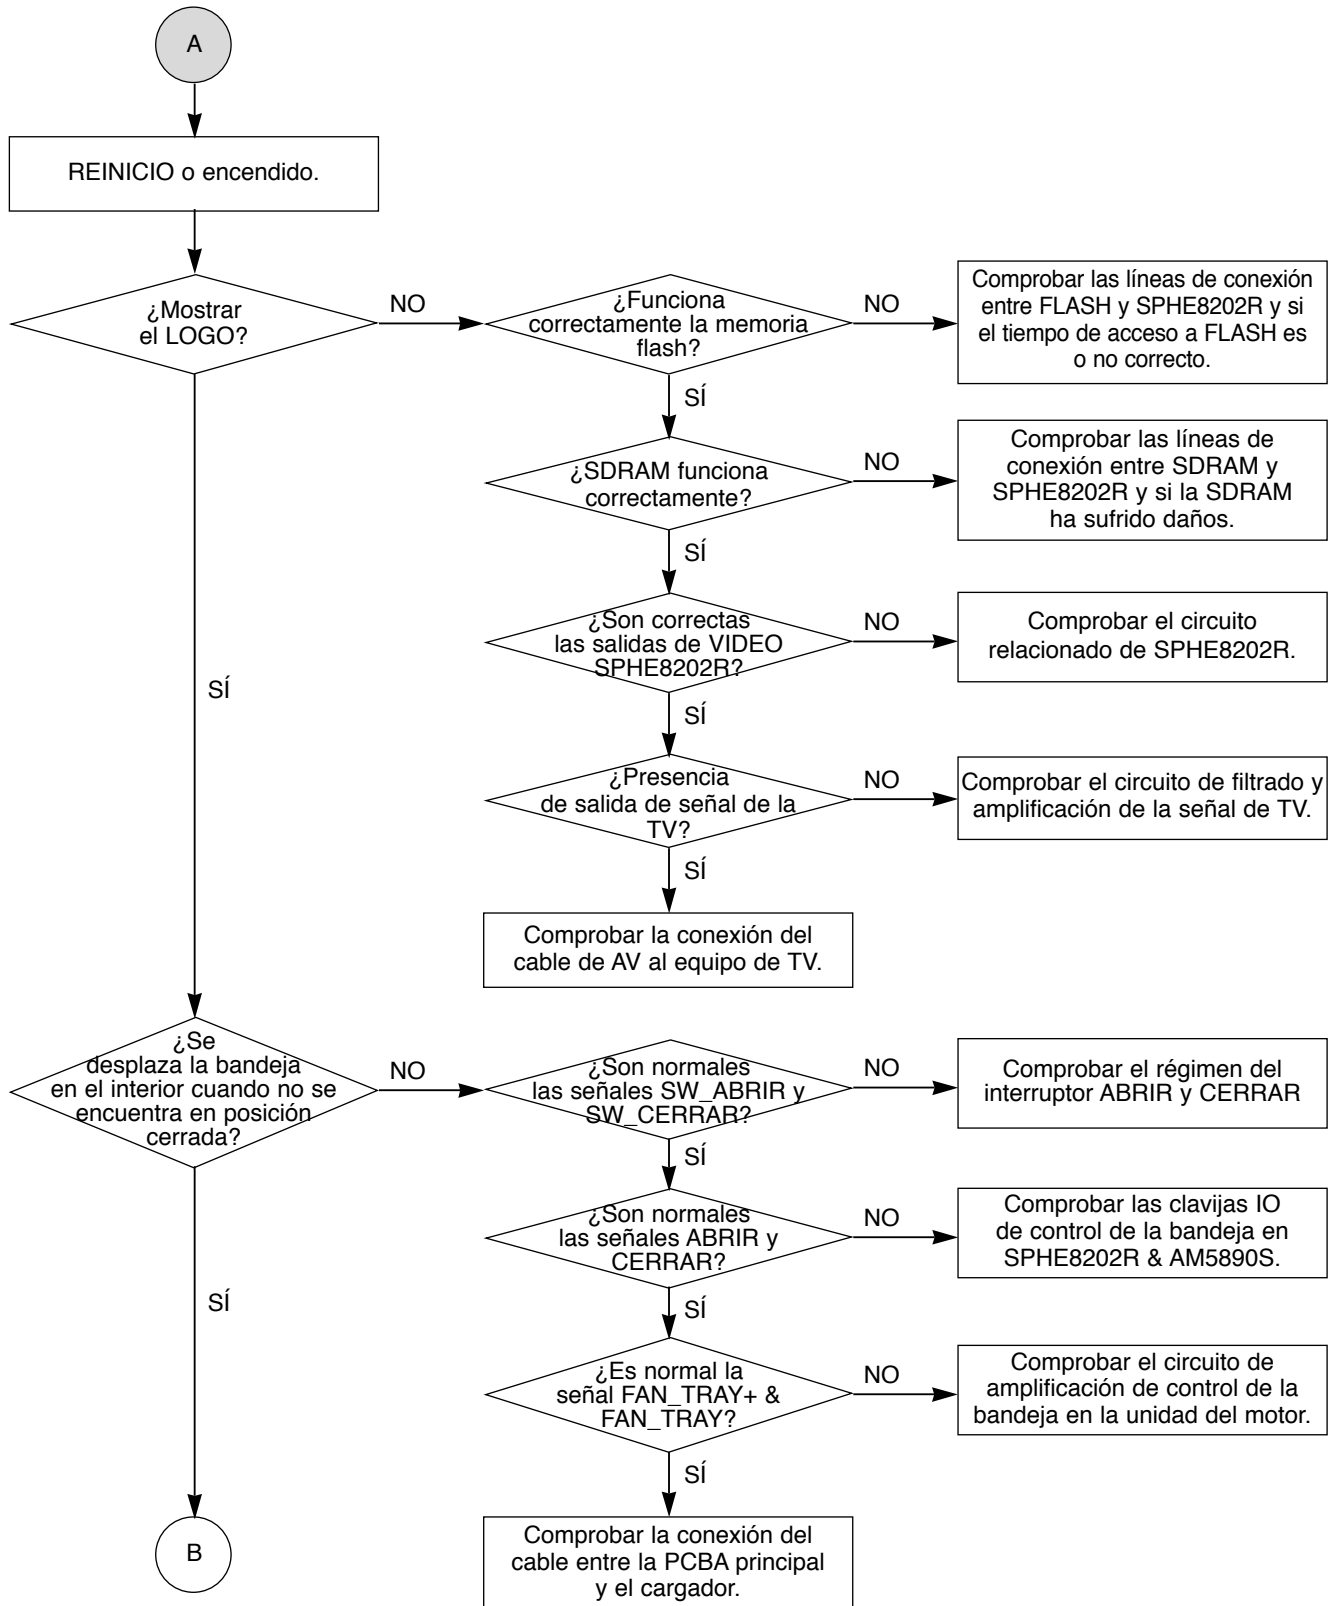 A
REINICIO o encendido.
¿Mostrar
el LOGO?
NO
¿Funciona
correctamente la memoria
flash?
NO
Comprobar las líneas de conexión
entre FLASH y SPHE8202R y si
el tiempo de acceso a FLASH es
o no correcto.
SÍ
¿SDRAM funciona
correctamente?
NO
Comprobar las líneas de
conexión entre SDRAM y
SPHE8202R y si la SDRAM
ha sufrido daños.
SÍ
¿Son correctas
las salidas de VIDEO
SPHE8202R?
NO
Comprobar el circuito
relacionado de SPHE8202R.
SÍ
SÍ
¿Presencia
de salida de señal de la
TV?
NO
Comprobar el circuito de filtrado y
amplificación de la señal de TV.
SÍ
Comprobar la conexión del
cable de AV al equipo de TV.
¿Se
desplaza la bandeja
en el interior cuando no se
encuentra en posición
cerrada?
NO
¿Son normales
las señales SW_ABRIR y
SW_CERRAR?
NO
Comprobar el régimen del
interruptor ABRIR y CERRAR
SÍ
¿Son normales
las señales ABRIR y
CERRAR?
NO
Comprobar las clavijas IO
de control de la bandeja en
SPHE8202R & AM5890S.
SÍ
SÍ
¿Es normal la
señal FAN_TRAY+ &
FAN_TRAY?
NO
Comprobar el circuito de
amplificación de control de la
bandeja en la unidad del motor.
SÍ
Comprobar la conexión del
cable entre la PCBA principal
y el cargador.
B